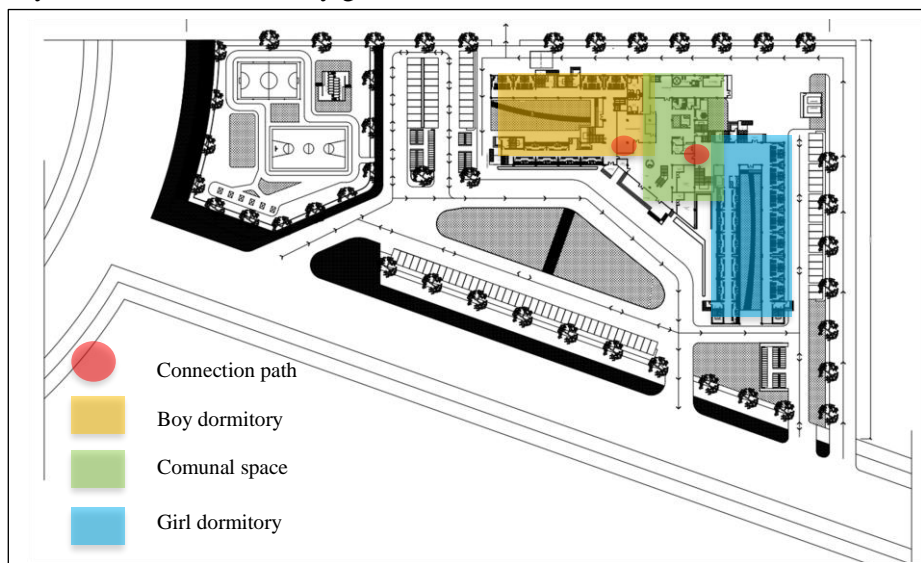 Connection path
Boy dormitory
Comunal space
Girl dormitory